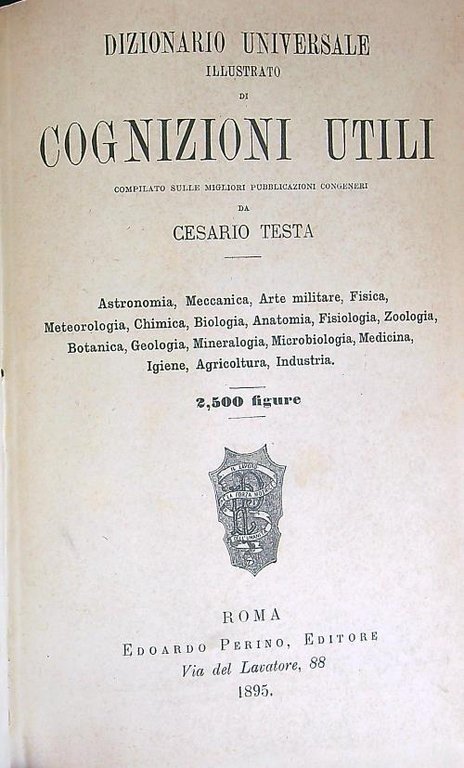 DIZIONARIO UNIVERSALE
ILLUSTRATO
DI
COGNIZIONI UTILI
COMPILATO SULLE MIGLIORI PUBBLICAZIONI CONGENERI
DA
CESARIO TESTA
Astronomia, Meccanica, Arte militare, Fisica,
Meteorologia, Chimica, Biologia, Anatomia, Fisiologia, Zoologia,
Botanica, Geologia, Mineralogia, Microbiologia, Medicina,
Igiene, Agricoltura, Industria.
2,500 figure
IL LAVORO
LA FORZA
ROMA
EDOARDO PERINO, EDITORE
Via del Lavatore, 88
1895.